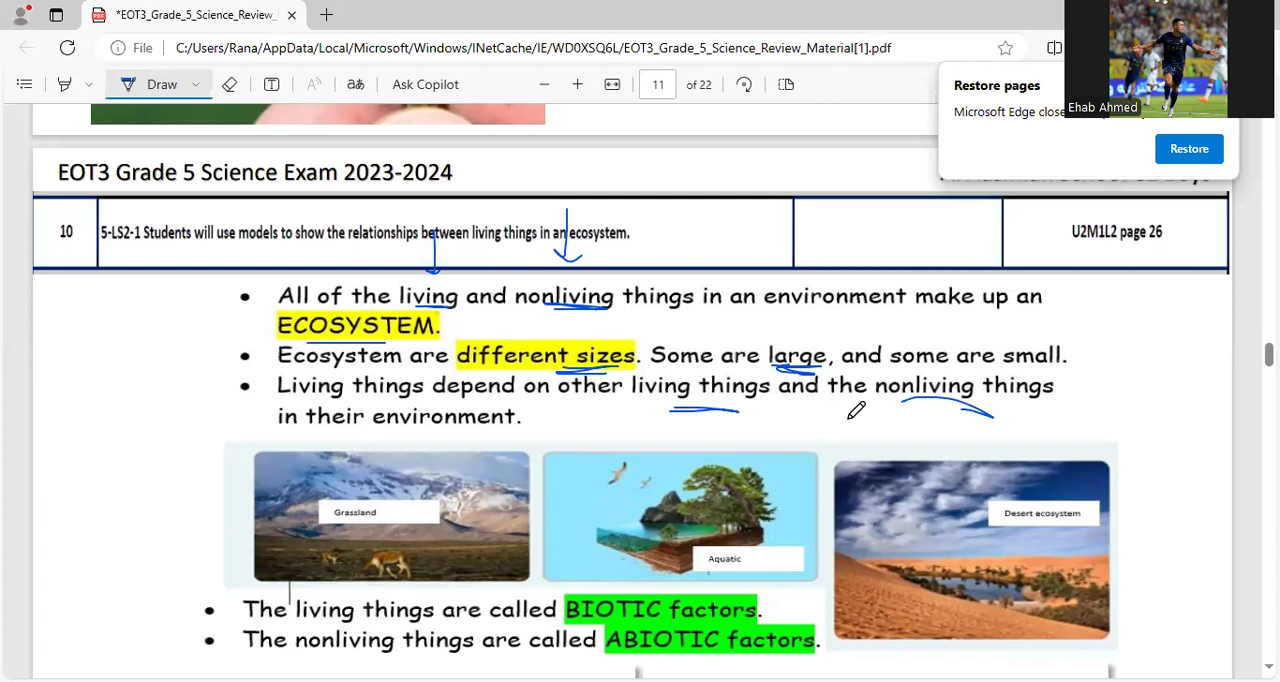 *EOT3_Grade_5_Science_Review_
File
C:/Users/Rana/AppData/Local/Microsoft/Windows/INetCache/IE/WD0XSQ6L/EOT3_Grade_5_Science_Review_Material[1].pdf
Draw
Ask Copilot
11 of 22
Restore pages
Microsoft Edge close
Restore
Ehab Ahmed
EOT3 Grade 5 Science Exam 2023-2024
10 5-LS2-1 Students will use models to show the relationships between living things in an ecosystem. U2M1L2 page 26
• All of the living and nonliving things in an environment make up an
ECOSYSTEM.
• Ecosystem are different sizes. Some are large, and some are small.
• Living things depend on other living things and the nonliving things
in their environment.
Grassland
Aquatic
Desert ecosystem
• The living things are called BIOTIC factors.
• The nonliving things are called ABIOTIC factors.